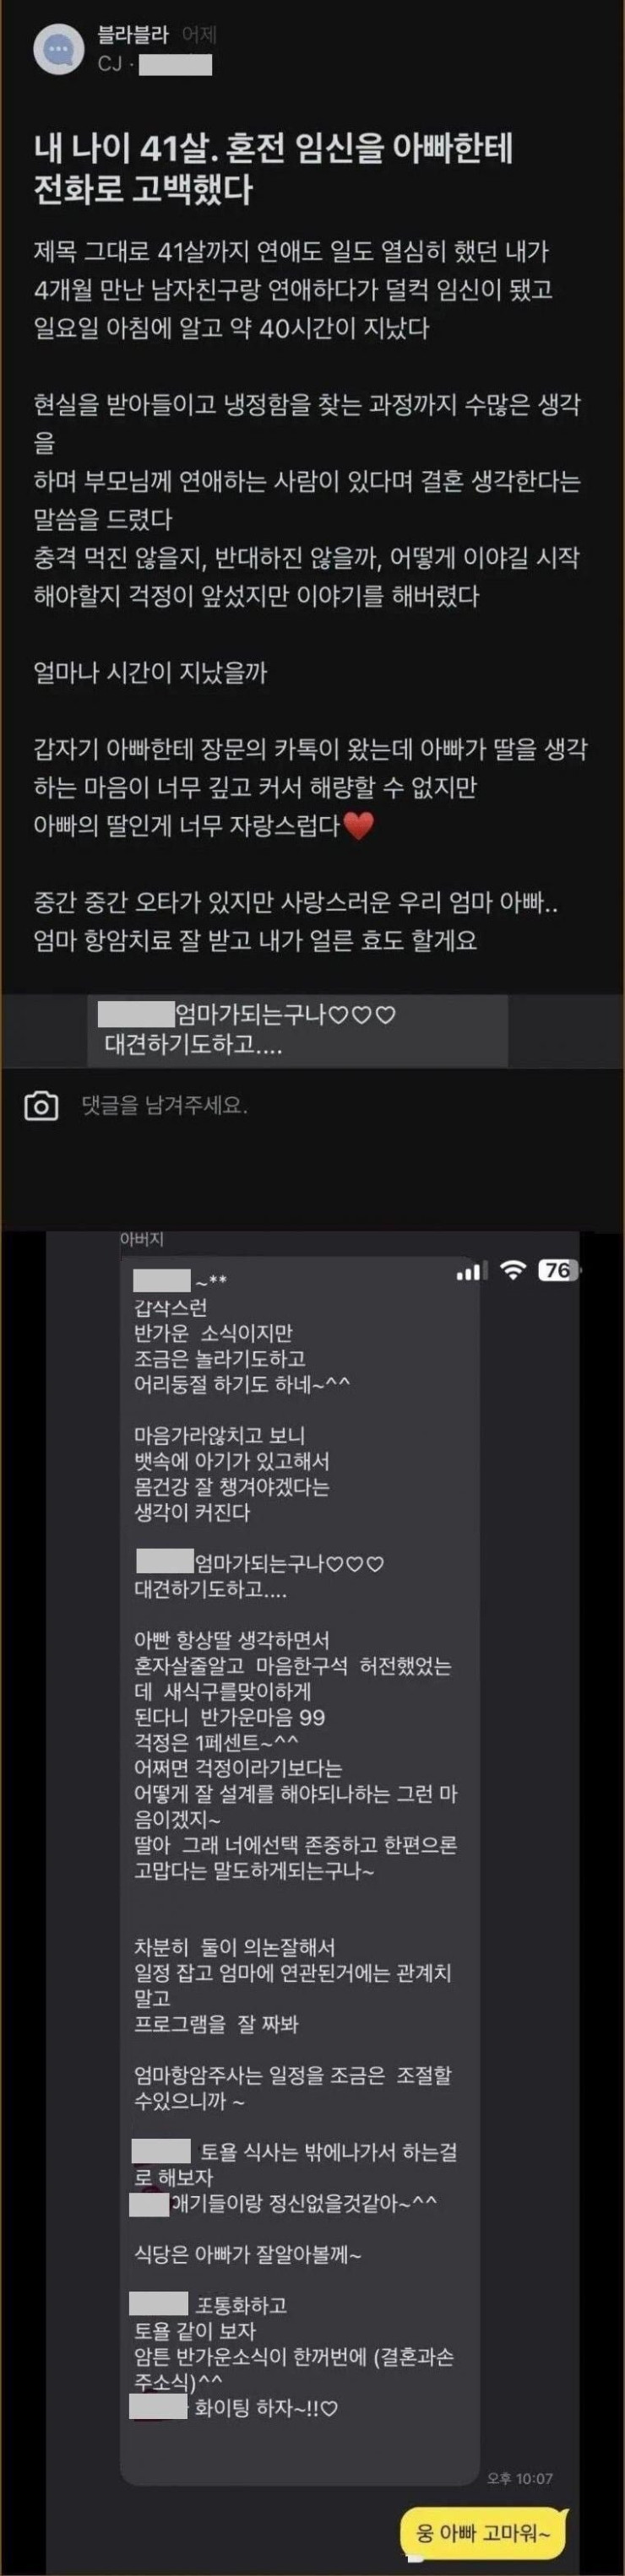 블라블라 어제
CJ ·
내 나이 41살. 혼전 임신을 아빠한테
전화로 고백했다
제목 그대로 41살까지 연애도 일도 열심히 했던 내가
4개월 만난 남자친구랑 연애하다가 덜컥 임신이 됐고
일요일 아침에 알고 약 40시간이 지났다
현실을 받아들이고 냉정함을 찾는 과정까지 수많은 생각
을
하며 부모님께 연애하는 사람이 있다며 결혼 생각한다는
말씀을 드렸다
충격 먹진 않을지, 반대하진 않을까, 어떻게 이야길 시작
해야할지 걱정이 앞섰지만 이야기를 해버렸다
얼마나 시간이 지났을까
갑자기 아빠한테 장문의 카톡이 왔는데 아빠가 딸을 생각
하는 마음이 너무 깊고 커서 해량할 수 없지만
아빠의 딸인게 너무 자랑스럽다❤️
중간 중간 오타가 있지만 사랑스러운 우리 엄마 아빠..
엄마 항암치료 잘 받고 내가 얼른 효도 할게요
엄마가되는구나♡♡♡
대견하기도하고....
댓글을 남겨주세요.
아버지
76
~**
갑작스런
반가운 소식이지만
조금은 놀라기도하고
어리둥절 하기도 하네~^^
마음가라않치고 보니
뱃속에 아기가 있고해서
몸건강 잘 챙겨야겠다는
생각이 커진다
엄마가되는구나♡♡♡
대견하기도하고....
아빤 항상딸 생각하면서
혼자살줄알고 마음한구석 허전했었는
데 새식구를맞이하게
된다니 반가운마음 99
걱정은 1페센트~^^
어쩌면 걱정이라기보다는
어떻게 잘 설계를 해야되나하는 그런 마
음이겠지~
딸아 그래 너에선택 존중하고 한편으론
고맙다는 말도하게되는구나~
차분히 둘이 의논잘해서
일정 잡고 엄마에 연관된거에는 관계치
말고
프로그램을 잘 짜봐
엄마항암주사는 일정을 조금은 조절할
수있으니까 ~
토욜 식사는 밖에나가서 하는걸
로 해보자
애기들이랑 정신없을것같아~^^
식당은 아빠가 잘알아볼께~
또통화하고
토욜 같이 보자
암튼 반가운소식이 한꺼번에 (결혼과손
주소식)^^
화이팅 하자~!!♡
오후 10:07
웅 아빠 고마워~